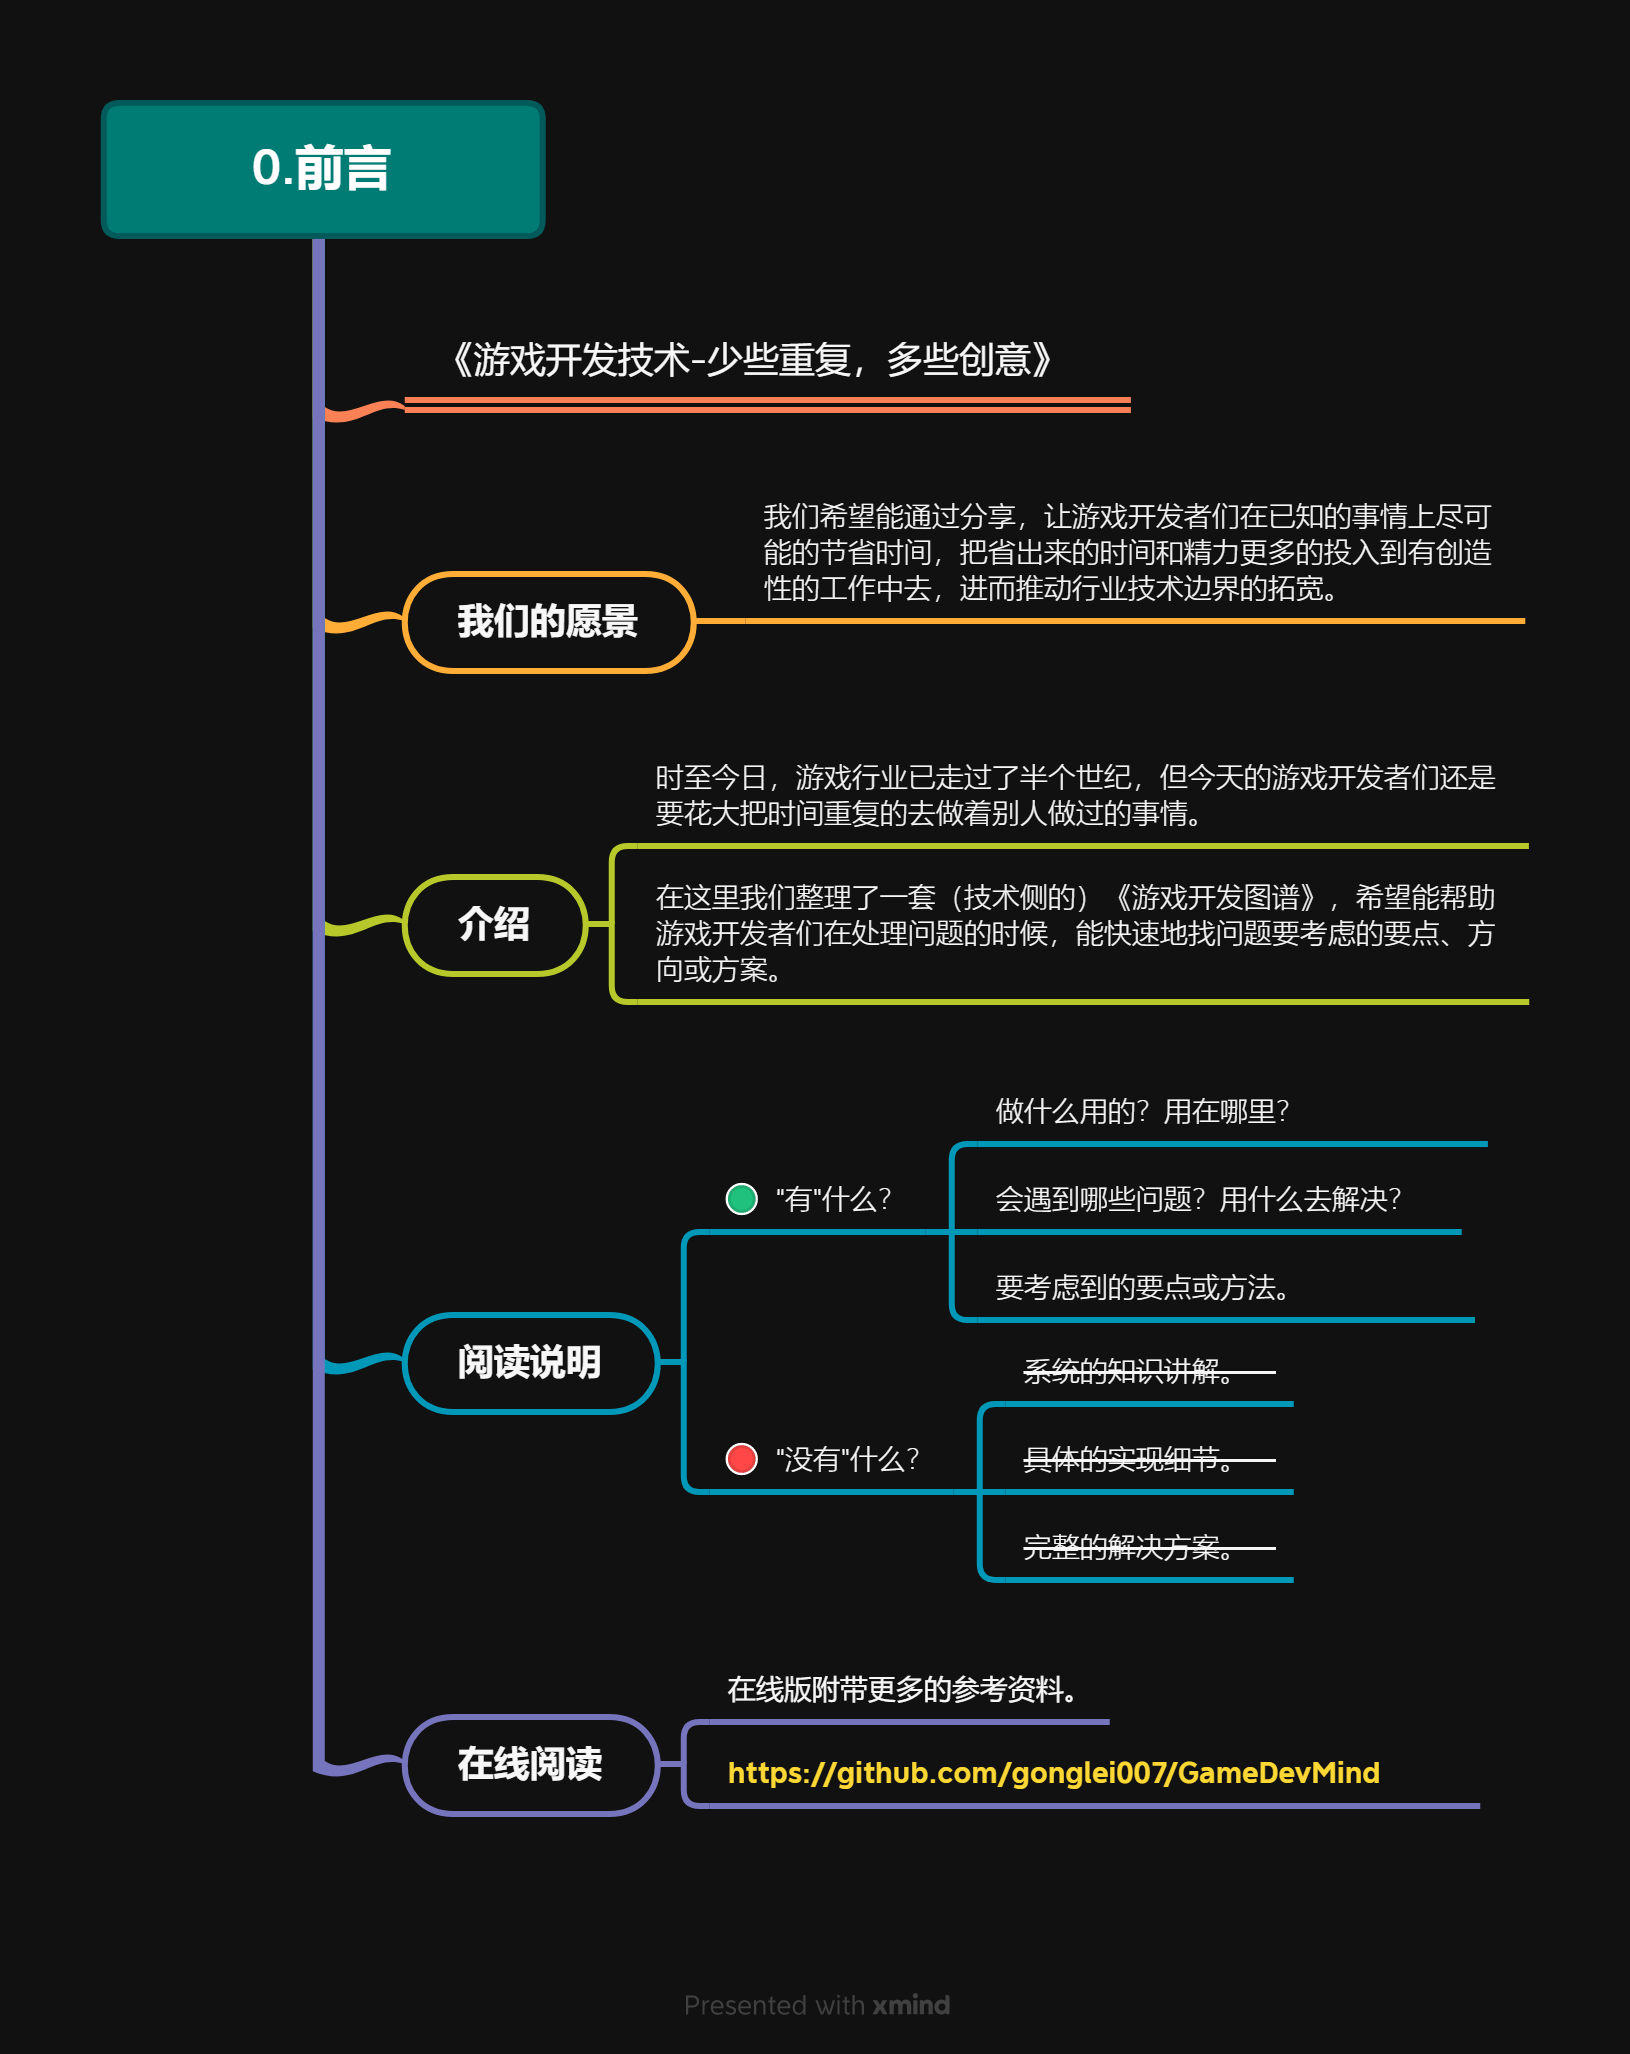 0.前言
《游戏开发技术-少些重复，多些创意》
我们的愿景
我们希望能通过分享，让游戏开发者们在已知的事情上尽可
能的节省时间，把省出来的时间和精力更多的投入到有创造
性的工作中去，进而推动行业技术边界的拓宽。
介绍
时至今日，游戏行业已走过了半个世纪，但今天的游戏开发者们还是
要花大把时间重复的去做着别人做过的事情。
在这里我们整理了一套（技术侧的）《游戏开发图谱》，希望能帮助
游戏开发者们在处理问题的时候，能快速地找问题要考虑的要点、方
向或方案。
阅读说明
"有"什么？
做什么用的？用在哪里？
会遇到哪些问题？用什么去解决？
要考虑到的要点或方法。
"没有"什么？
系统的知识讲解。
具体的实现细节。
完整的解决方案。
在线阅读
在线版附带更多的参考资料。
https://github.com/gonglei007/GameDevMind
Presented with xmind